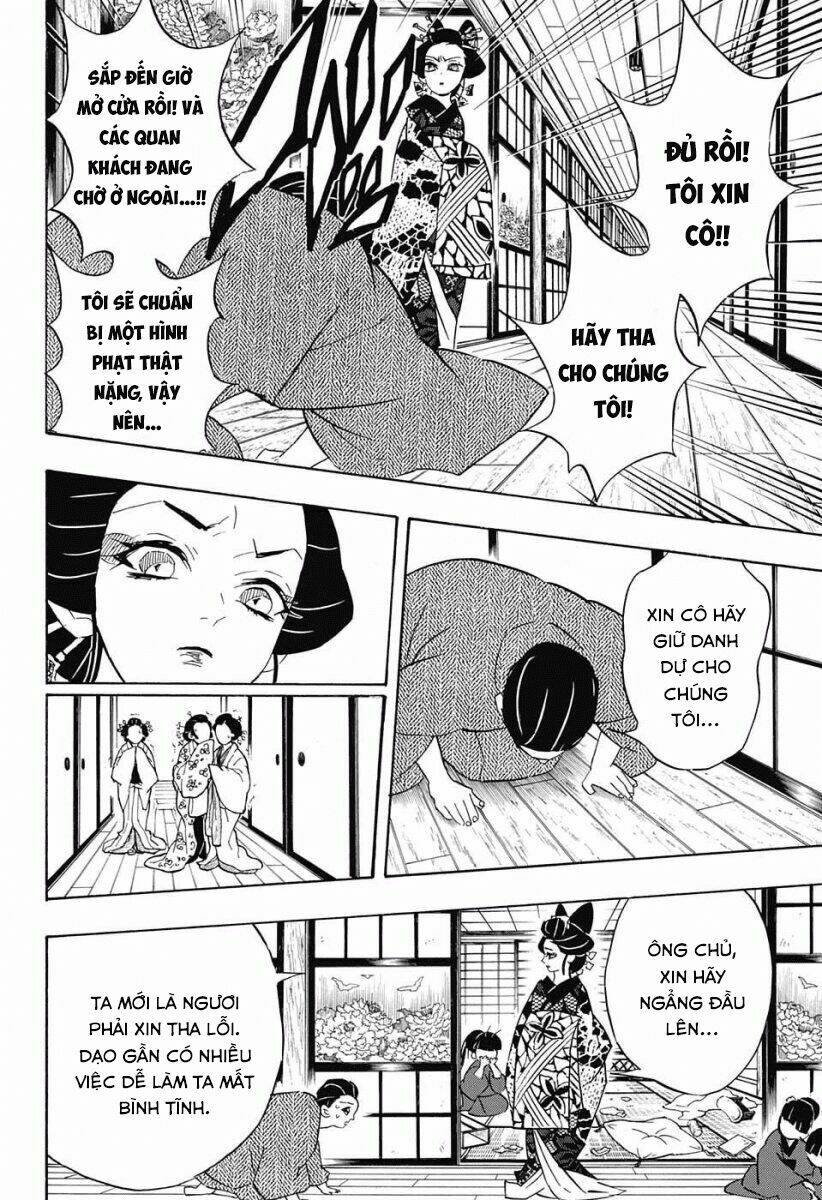 ĐỦ RỒI!
TÔI XIN
CÔ!!
HÃY THA
CHO CHÚNG
TÔI!
SẮP ĐẾN GIỜ
MỞ CỬA RỒI! VÀ
CÁC QUAN
KHÁCH ĐANG
CHỜ Ở NGOÀI...!!
TÔI SẼ CHUẨN
BỊ MỘT HÌNH
PHẠT THẬT
NẶNG, VẬY
NÊN...
XIN CÔ HÃY
GIỮ DANH
DỰ CHO
CHÚNG
TÔI...
ÔNG CHỦ,
XIN HÃY
NGẨNG ĐẦU
LÊN...
TA MỚI LÀ NGƯƠI
PHẢI XIN THA LỖI.
DẠO GẦN CÓ NHIỀU
VIỆC DỄ LÀM TA MẤT
BÌNH TĨNH.